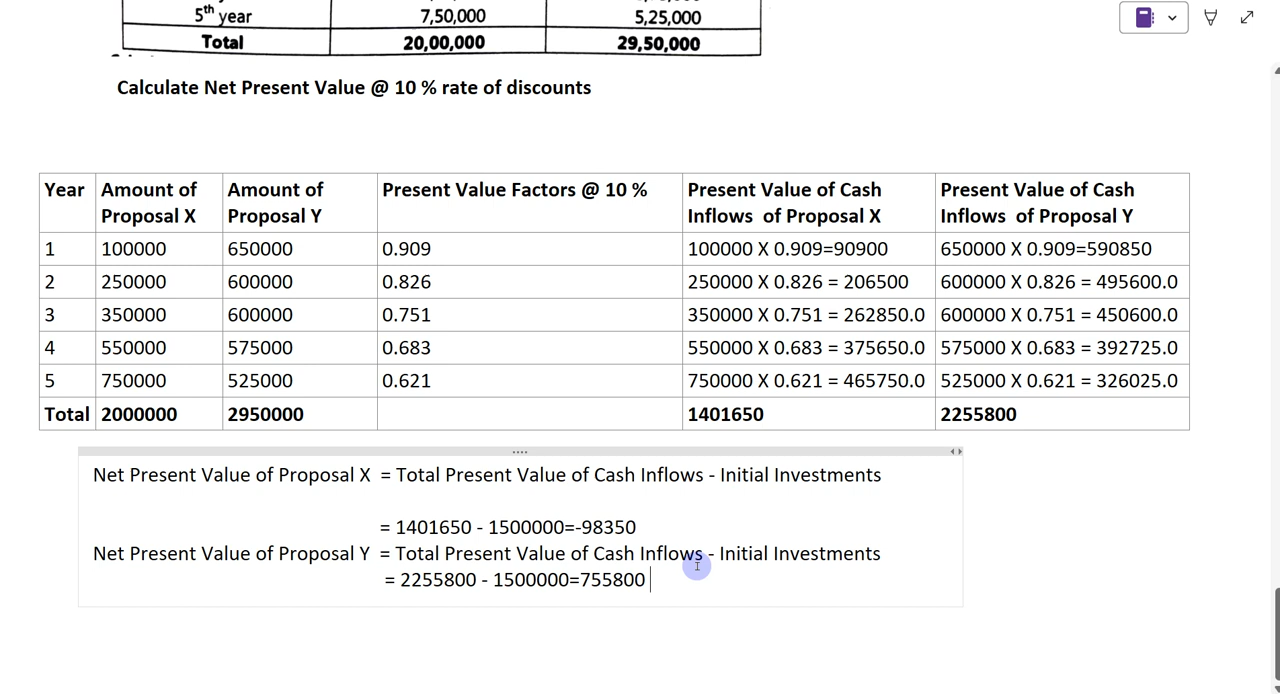 5th year 7,50,000 5,25,000
Total 20,00,000 29,50,000
Calculate Net Present Value @ 10 % rate of discounts
Year Amount of Proposal X Amount of Proposal Y Present Value Factors @ 10 % Present Value of Cash Inflows of Proposal X Present Value of Cash Inflows of Proposal Y
1 100000 650000 0.909 100000 X 0.909=90900 650000 X 0.909=590850
2 250000 600000 0.826 250000 X 0.826 = 206500 600000 X 0.826 = 495600.0
3 350000 600000 0.751 350000 X 0.751 = 262850.0 600000 X 0.751 = 450600.0
4 550000 575000 0.683 550000 X 0.683 = 375650.0 575000 X 0.683 = 392725.0
5 750000 525000 0.621 750000 X 0.621 = 465750.0 525000 X 0.621 = 326025.0
Total 2000000 2950000 1401650 2255800
Net Present Value of Proposal X = Total Present Value of Cash Inflows - Initial Investments
= 1401650 - 1500000=-98350
Net Present Value of Proposal Y = Total Present Value of Cash Inflows - Initial Investments
= 2255800 - 1500000=755800